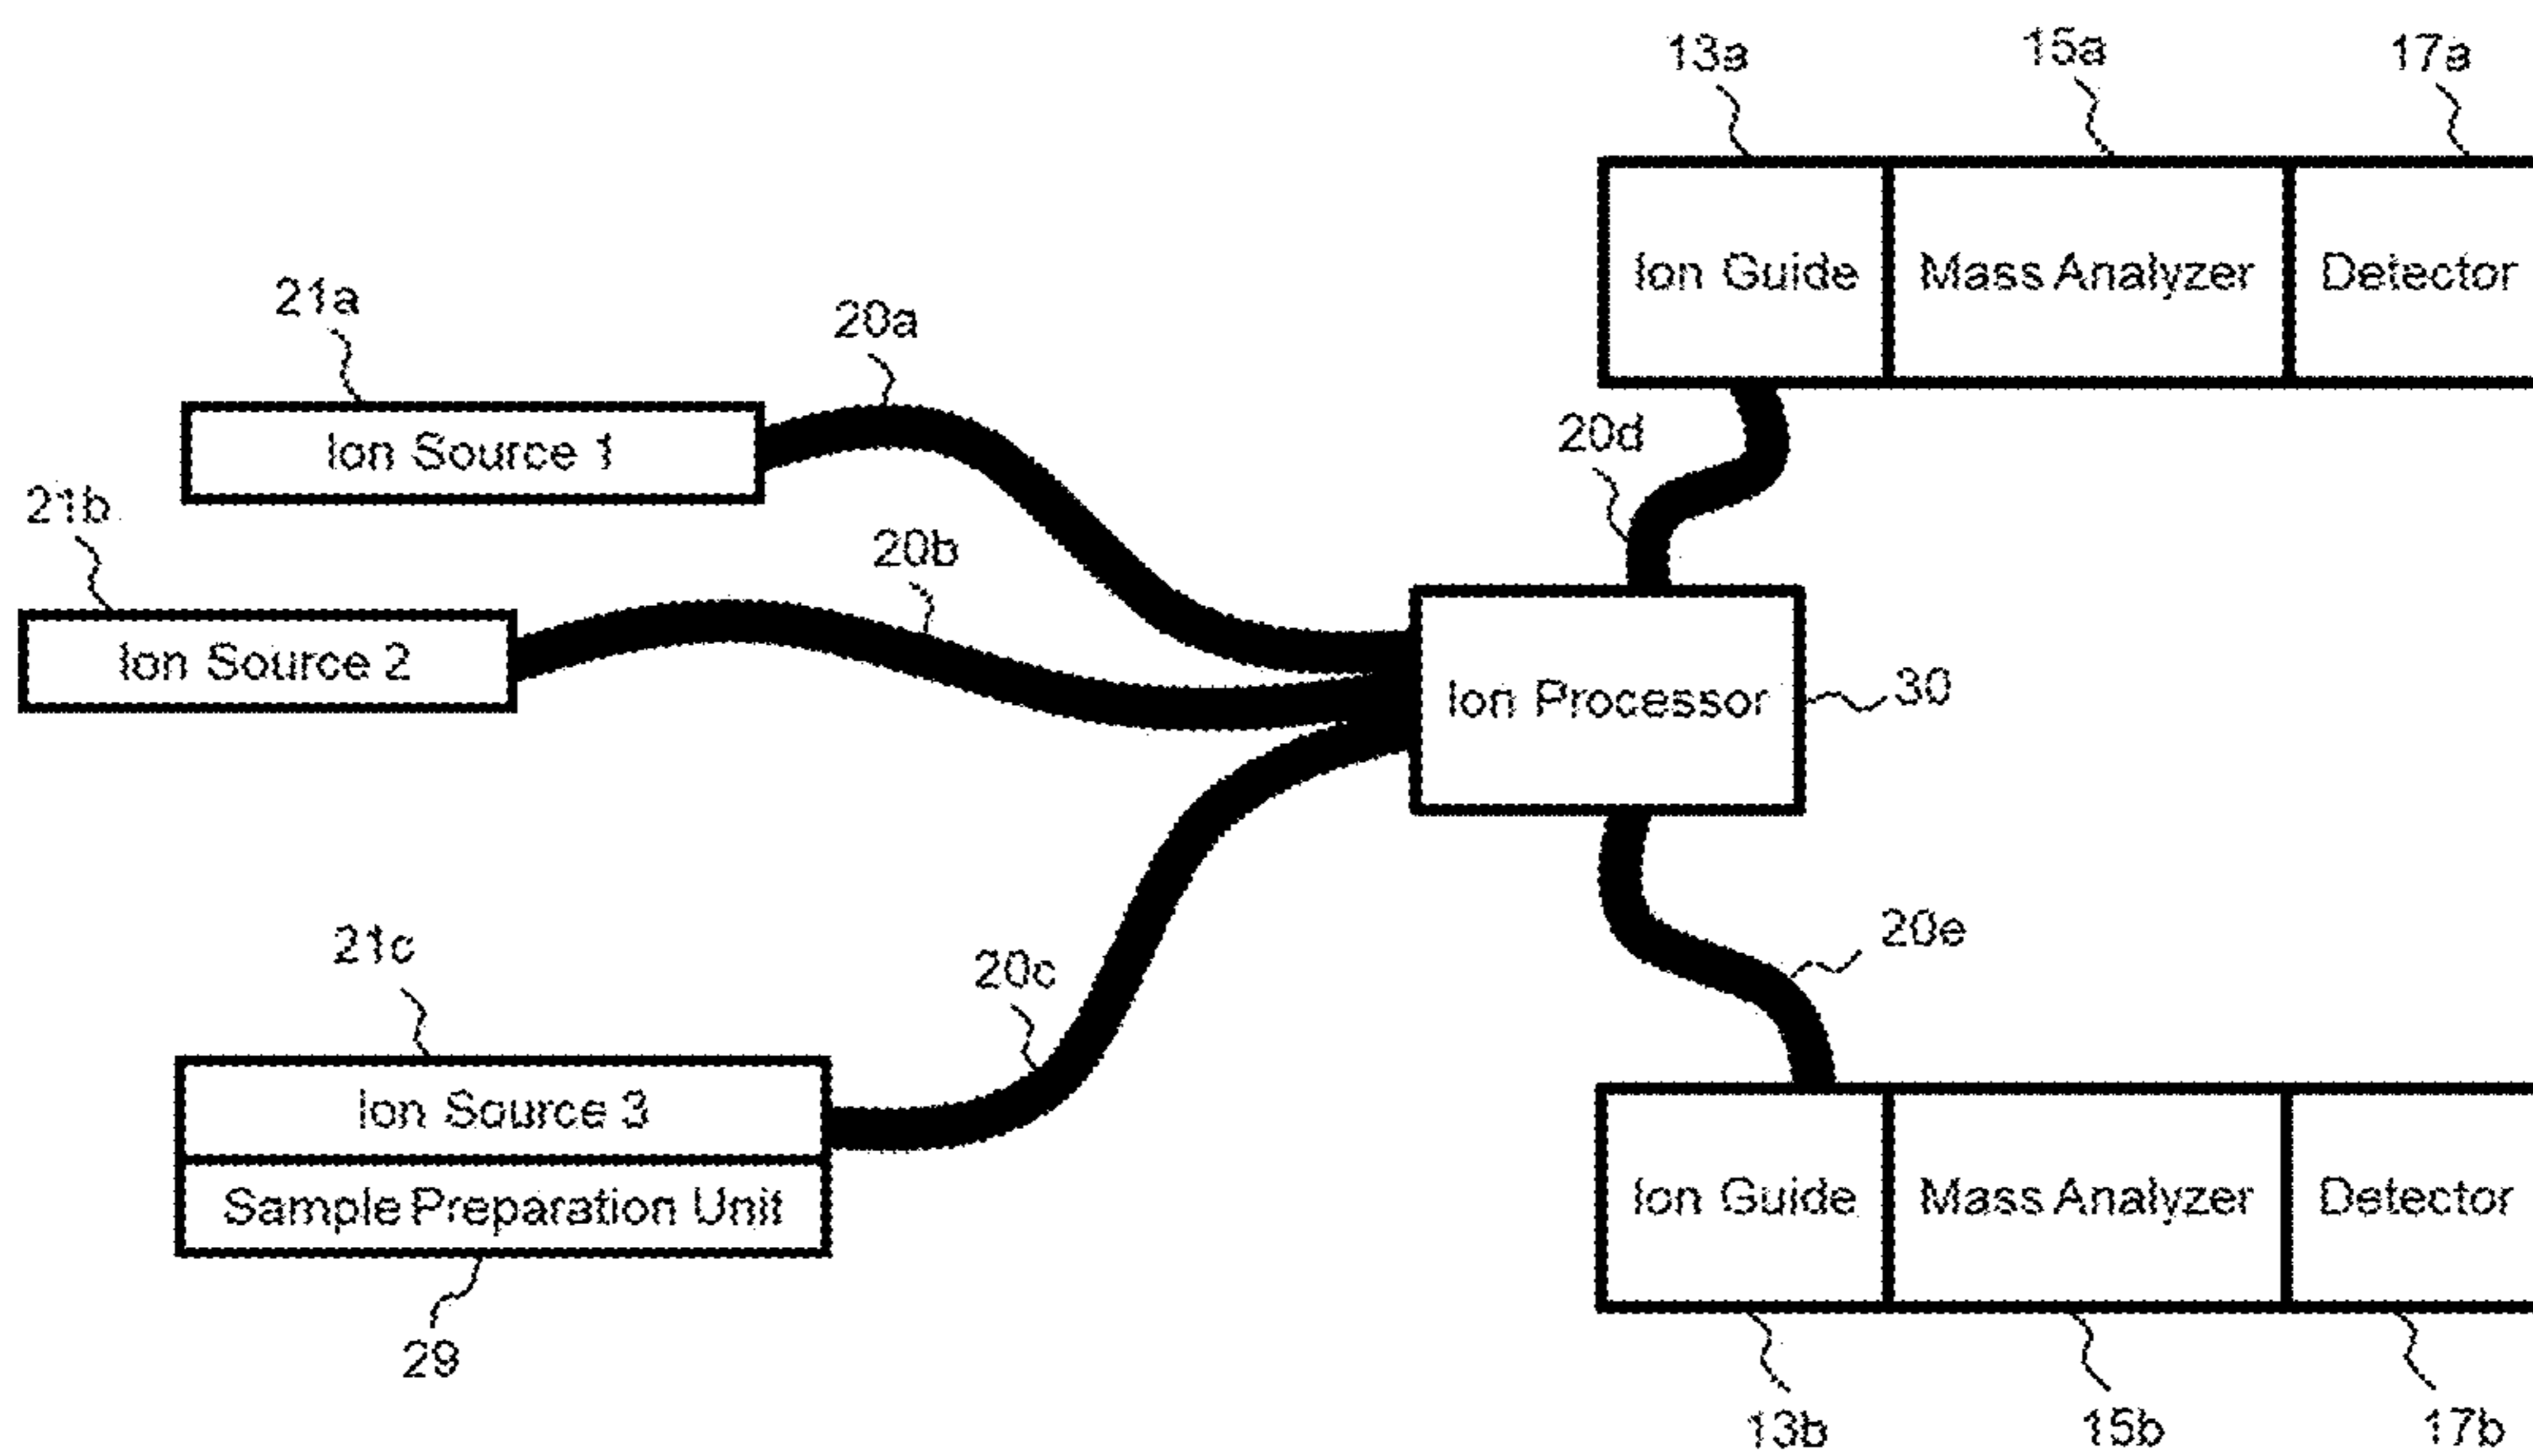 13a 15a 17a
Ion Guide Mass Analyzer Detector
21a
20a
Ion Source 1
20d
21b
20b
Ion Source 2
Ion Processor
30
21c
20c
20e
Ion Source 3
Sample Preparation Unit
29
Ion Guide Mass Analyzer Detector
13b 15b 17b